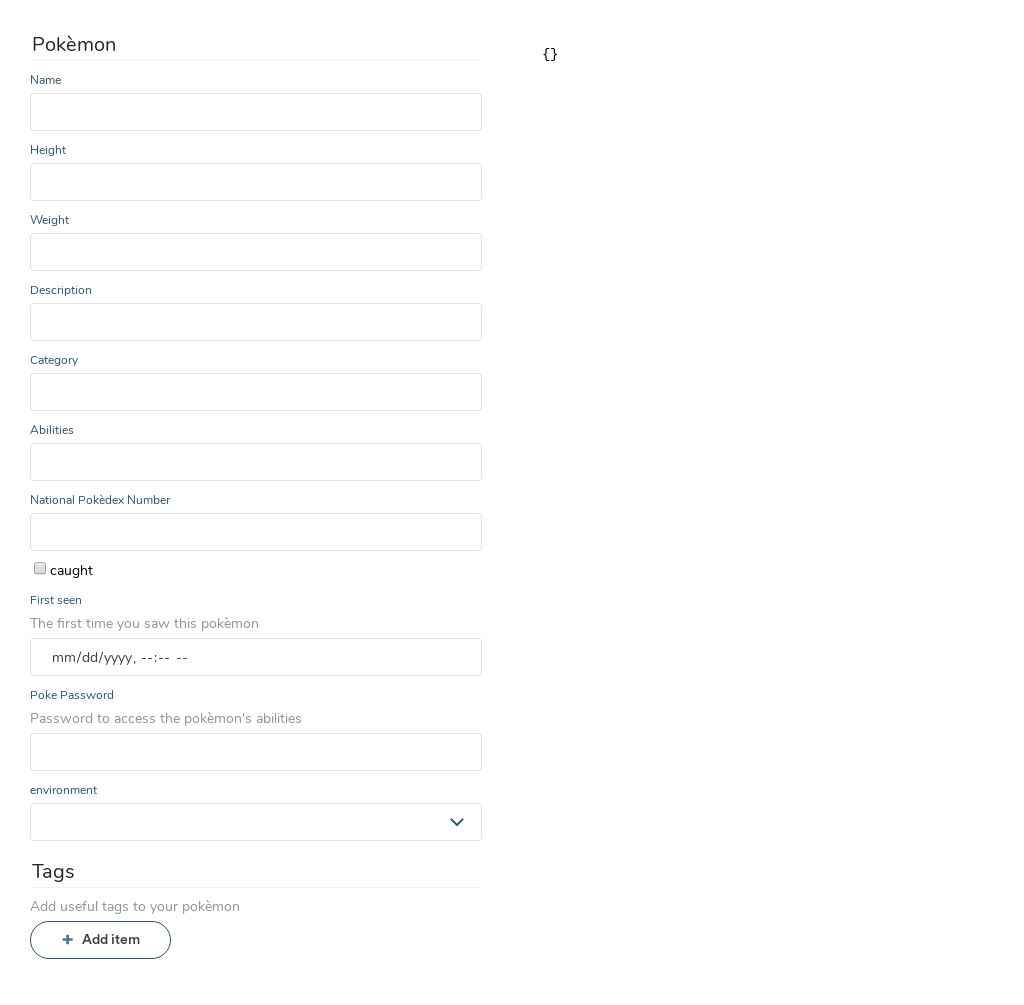 Pokèmon
{}
Name
Height
Weight
Description
Category
Abilities
National Pokèdex Number
caught
First seen
The first time you saw this pokèmon
mm/dd/yyyy, --:-- --
Poke Password
Password to access the pokèmon's abilities
environment
Tags
Add useful tags to your pokèmon
+ Add item